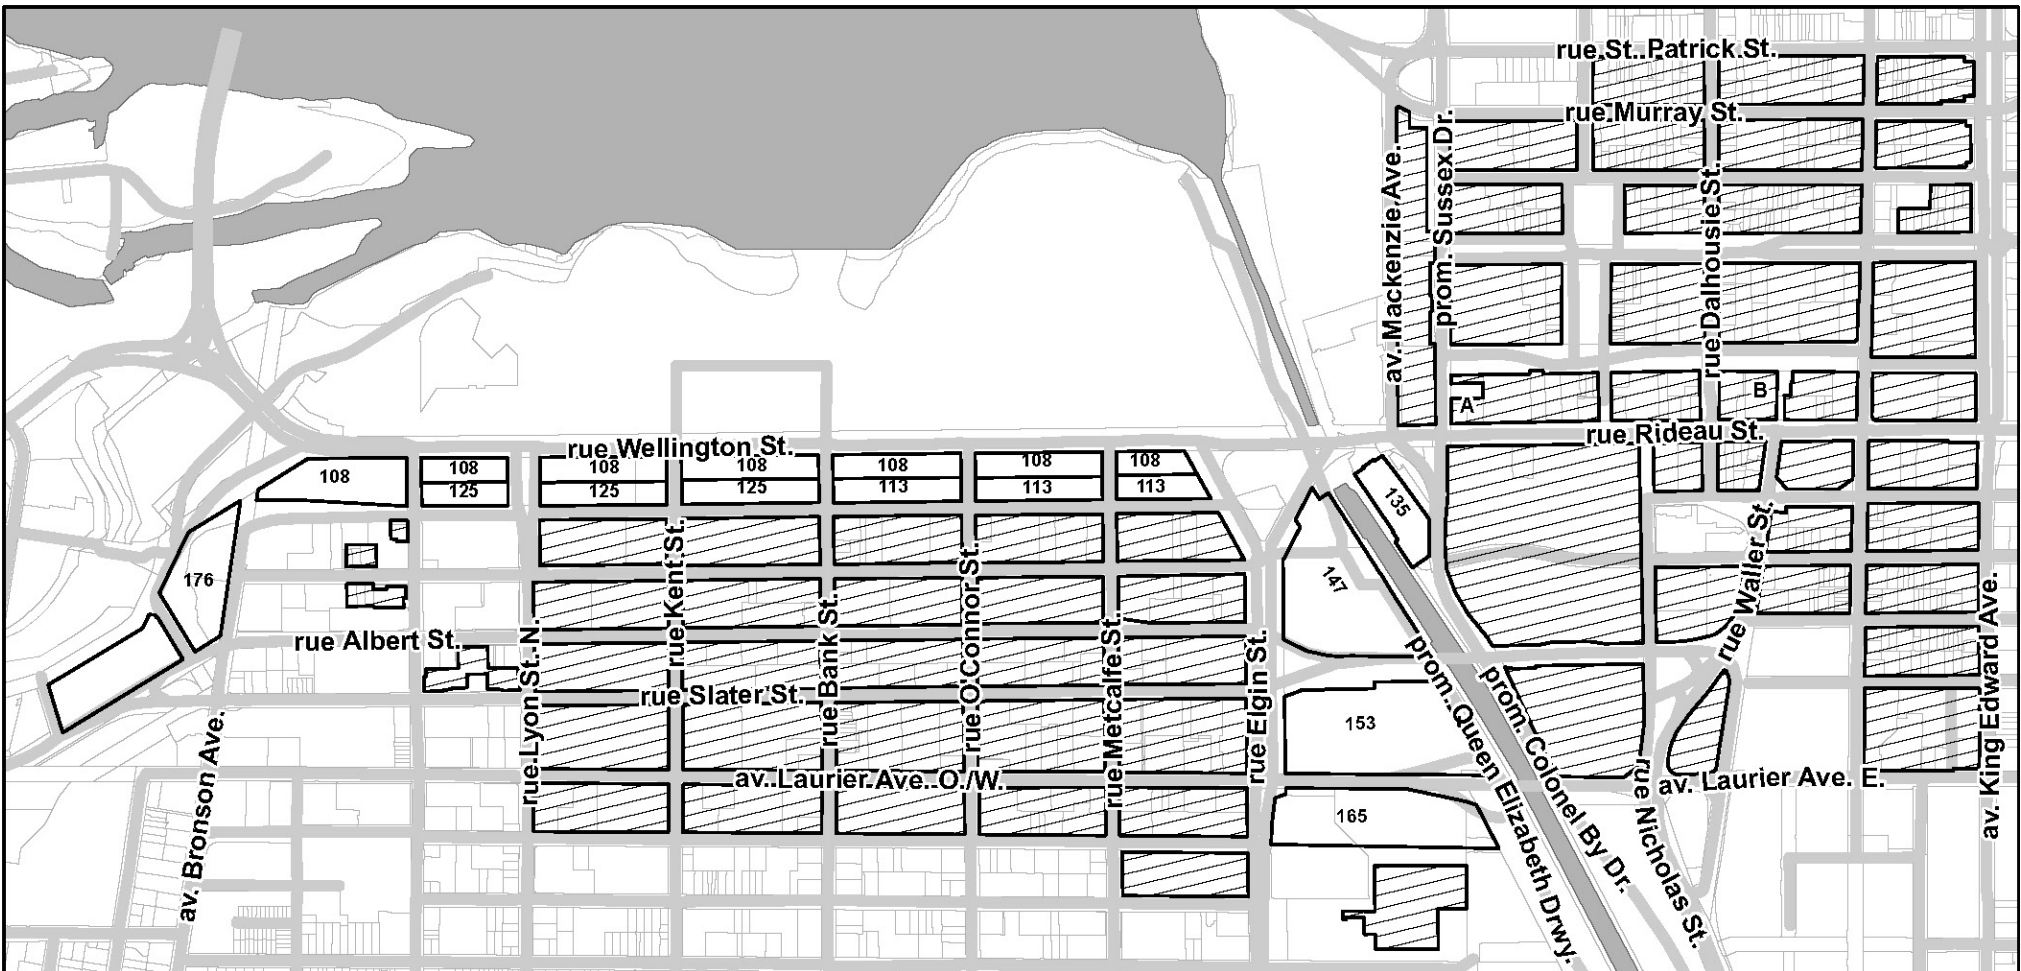 rue St. Patrick St.
rue Murray St.
av. Mackenzie Ave.
prom. Sussex Dr.
rue Dalhousie St.
A
B
rue Rideau St.
rue Wellington St.
108
108
108
108
108
108
108
125
125
125
113
113
113
135
176
147
153
165
rue Albert St.
rue Slater St.
av. Laurier Ave. O./W.
av. Laurier Ave. E.
av. Bronson Ave.
rue Lyon St. N.
rue Kent St.
rue Bank St.
rue O'Connor St.
rue Metcalfe St.
rue Elgin St.
prom. Queen Elizabeth Drwy.
prom. Colonel By Dr.
rue Nicholas St.
rue Waller St.
av. King Edward Ave.